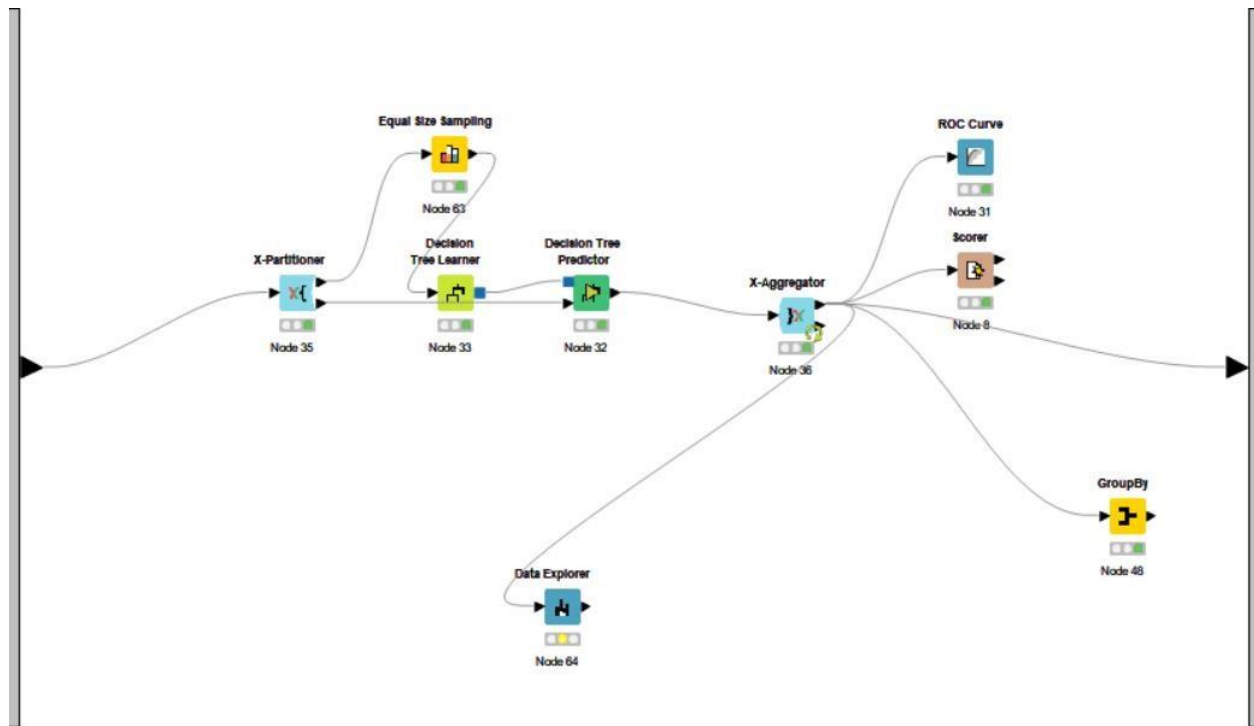 Equal Size Sampling
Node 63
ROC Curve
Node 31
X-Partitioner
Node 35
Decision
Tree Learner
Node 33
Decision Tree
Predictor
Node 32
X-Aggregator
Node 36
Scorer
Node 8
GroupBy
Node 48
Data Explorer
Node 64